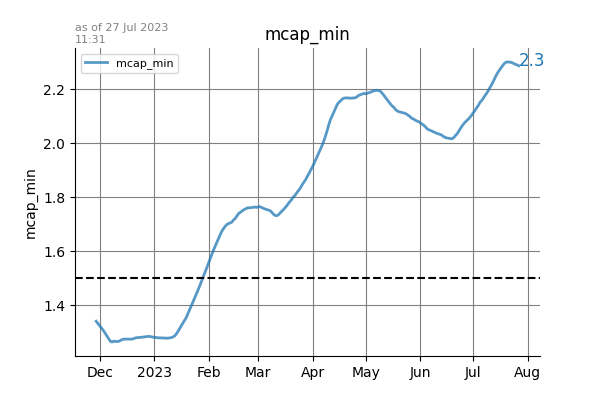 as of 27 Jul 2023
11:31
mcap_min
mcap_min
2.3
2.2
2.0
1.8
1.6
1.4
mcap_min
Dec 2023 Feb Mar Apr May Jun Jul Aug